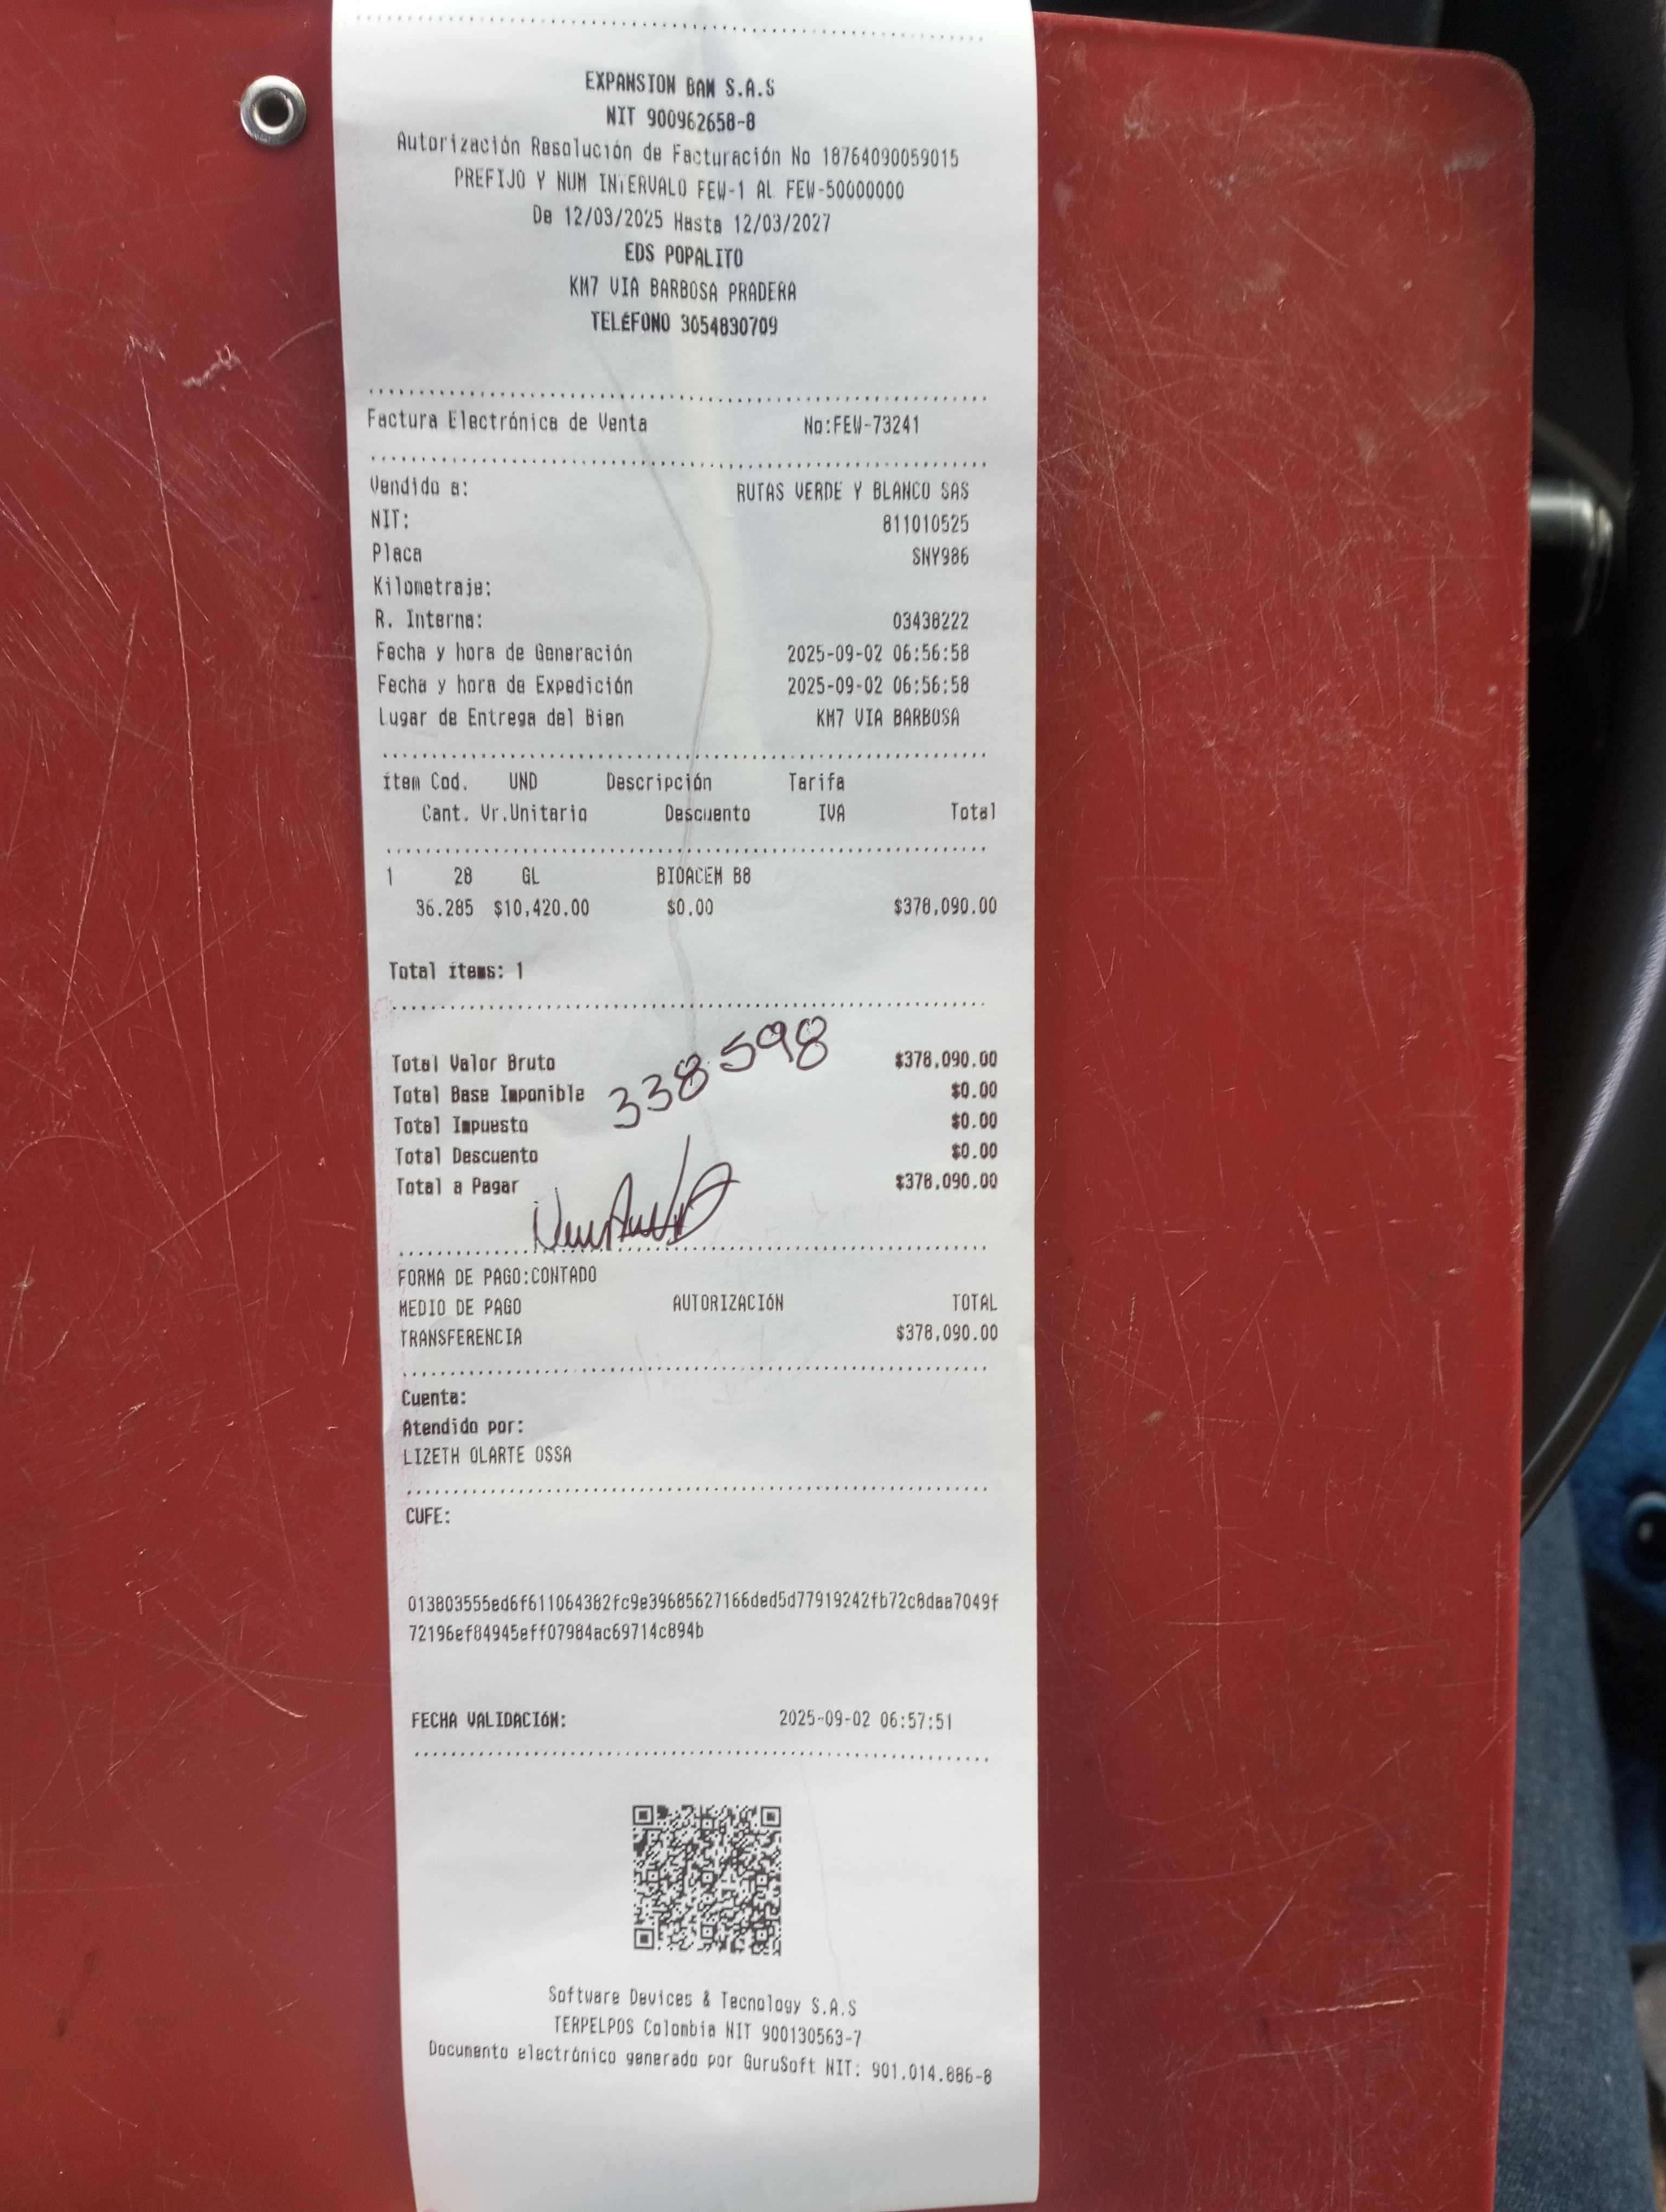 EXPANSION BAM S.A.S
NIT 900962658-8
Autorización Resolución de Facturación No 18764090059015
PREFIJO Y NUM INTERVALO FEW-1 AL FEW-50000000
De 12/03/2025 Hasta 12/03/2027
EDS POPALITO
KM7 VIA BARBOSA PRADERA
TELÉFONO 3054830709
Factura Electrónica de Venta No:FEW-73241
Vendido a: RUTAS VERDE Y BLANCO SAS
NIT: 811010525
Placa SNY986
Kilometraje:
R. Interna: 03438222
Fecha y hora de Generación 2025-09-02 06:56:58
Fecha y hora de Expedición 2025-09-02 06:56:58
Lugar de Entrega del Bien KM7 VIA BARBOSA
ítem Cod. UND Descripción Tarifa
Cant. Vr.Unitario Descuento IVA Total
1 28 GL BIOACEM B8
36.285 $10,420.00 $0.00 $378,090.00
Total ítems: 1
338598
Total Valor Bruto $378,090.00
Total Base Imponible $0.00
Total Impuesto $0.00
Total Descuento $0.00
Total a Pagar $378,090.00
FORMA DE PAGO:CONTADO
MEDIO DE PAGO AUTORIZACIÓN TOTAL
TRANSFERENCIA $378,090.00
Cuenta:
Atendido por:
LIZETH OLARTE OSSA
CUFE:
013803555ed6f611064382fc9e39685627166ded5d77919242fb72c8daa7049f
72196ef84945eff07984ac69714c894b
FECHA VALIDACIÓN: 2025-09-02 06:57:51
Software Devices & Tecnology S.A.S
TERPELPOS Colombia NIT 900130563-7
Documento electrónico generado por GuruSoft NIT: 901.014.886-8